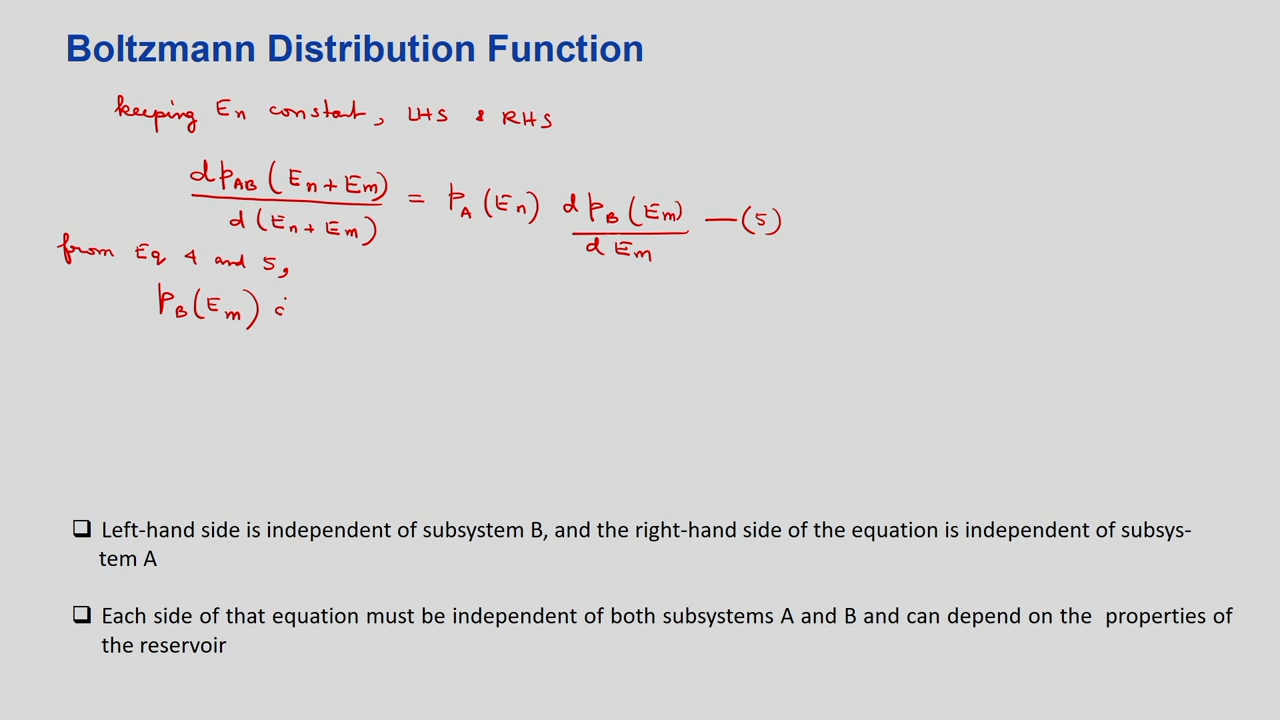 Boltzmann Distribution Function
keeping En constant, LHS & RHS
dpAB(En+Em) / d(En+Em) = pA(En) dpB(Em) / dEm —(5)
from Eq 4 and 5,
pB(Em)
❑ Left-hand side is independent of subsystem B, and the right-hand side of the equation is independent of subsys-
tem A
❑ Each side of that equation must be independent of both subsystems A and B and can depend on the properties of
the reservoir